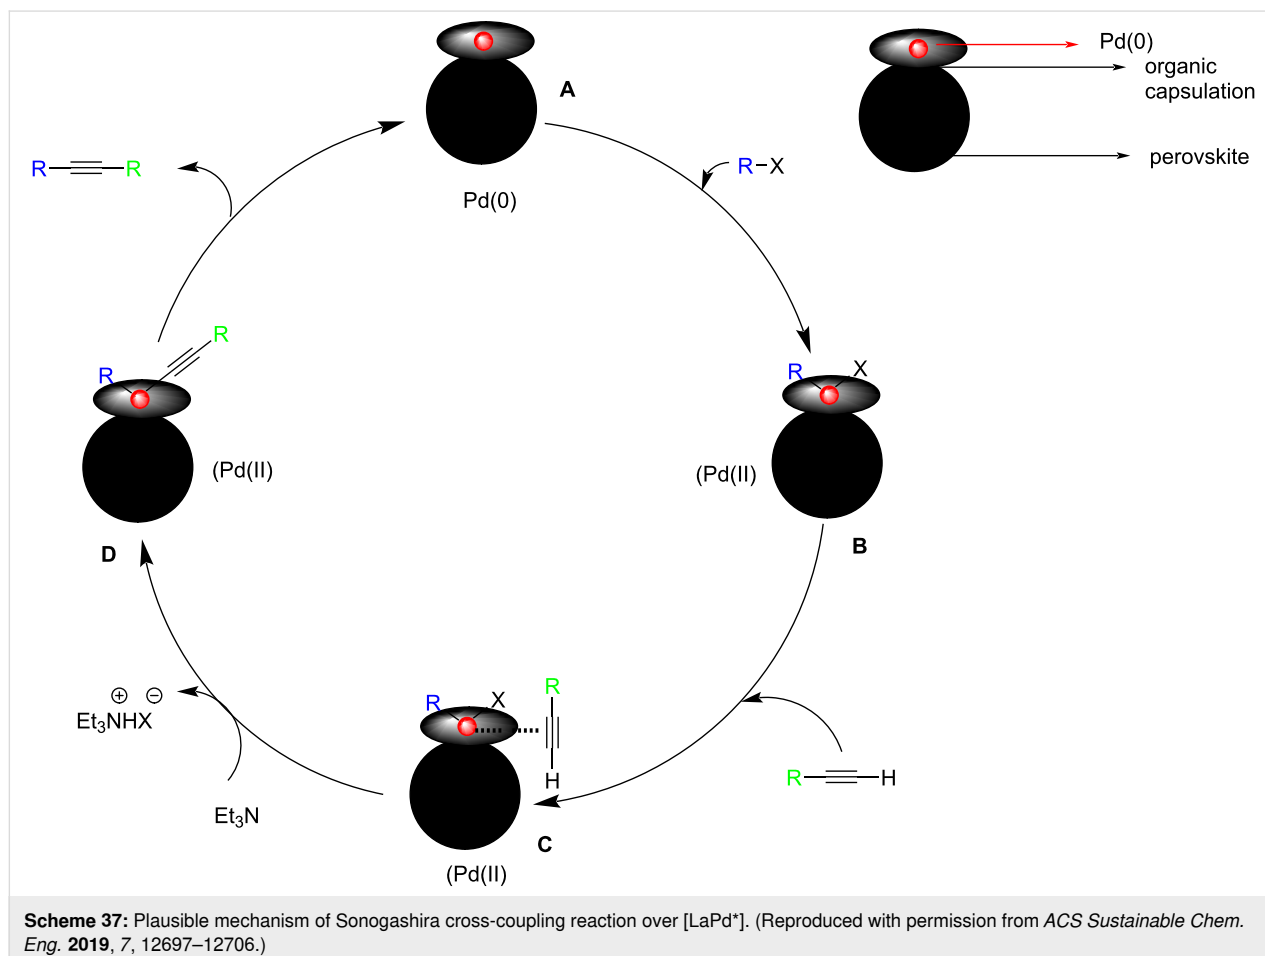 A
Pd(0)
Pd(0)
organic
capsulation
perovskite
R-X
R≡R
R
X
(Pd(II)
B
R
R
(Pd(II)
D
R≡H
R
X
R
H
C
(Pd(II)
Et₃N
⊕ ⊖
Et₃NHX
Scheme 37: Plausible mechanism of Sonogashira cross-coupling reaction over [LaPd*]. (Reproduced with permission from ACS Sustainable Chem.
Eng. 2019, 7, 12697–12706.)